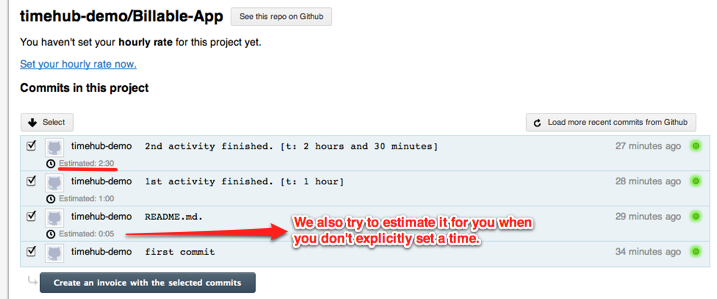 timehub-demo/Billable-App
See this repo on Github
You haven't set your hourly rate for this project yet.
Set your hourly rate now.
Commits in this project
Select
Load more recent commits from Github
timehub-demo 2nd activity finished. [t: 2 hours and 30 minutes] 27 minutes ago
Estimated: 2:30
timehub-demo 1st activity finished. [t: 1 hour] 28 minutes ago
Estimated: 1:00
timehub-demo README.md. 29 minutes ago
Estimated: 0:05
We also try to estimate it for you when
you don't explicitly set a time.
timehub-demo first commit 34 minutes ago
Create an invoice with the selected commits